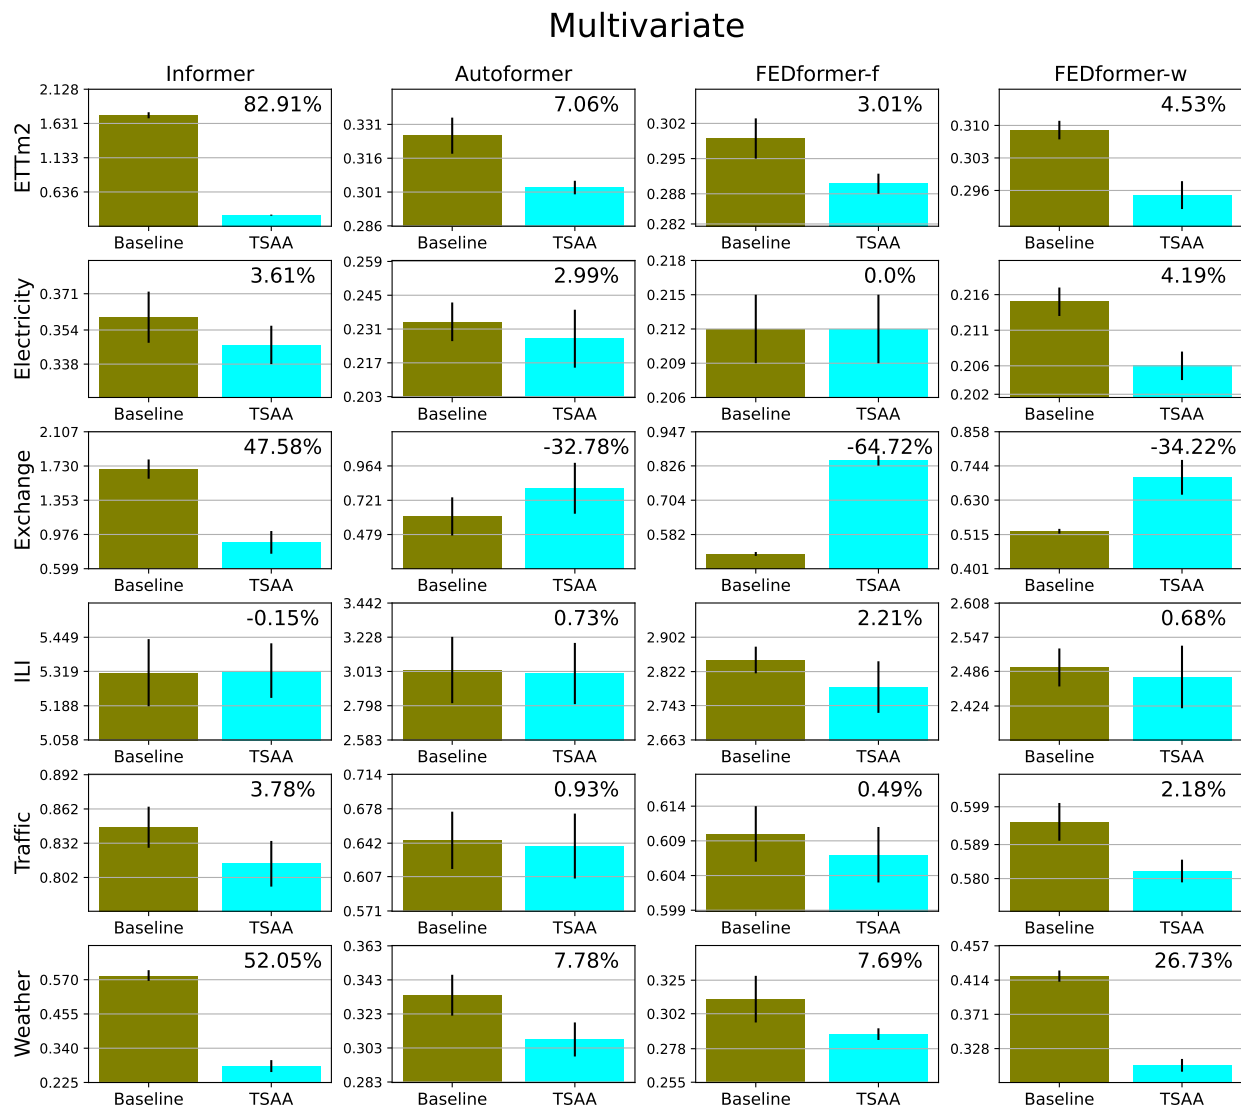 Multivariate
Informer Autoformer FEDformer-f FEDformer-w
ETTm2
2.128 1.631 1.133 0.636
82.91%
Baseline TSAA
0.331 0.316 0.301 0.286
7.06%
Baseline TSAA
0.302 0.295 0.288 0.282
3.01%
Baseline TSAA
0.310 0.303 0.296
4.53%
Baseline TSAA
Electricity
0.371 0.354 0.338
3.61%
Baseline TSAA
0.259 0.245 0.231 0.217 0.203
2.99%
Baseline TSAA
0.218 0.215 0.212 0.209 0.206
0.0%
Baseline TSAA
0.216 0.211 0.206 0.202
4.19%
Baseline TSAA
Exchange
2.107 1.730 1.353 0.976 0.599
47.58%
Baseline TSAA
0.964 0.721 0.479
-32.78%
Baseline TSAA
0.947 0.826 0.704 0.582
-64.72%
Baseline TSAA
0.858 0.744 0.630 0.515 0.401
-34.22%
Baseline TSAA
ILI
5.449 5.319 5.188 5.058
-0.15%
Baseline TSAA
3.442 3.228 3.013 2.798 2.583
0.73%
Baseline TSAA
2.902 2.822 2.743 2.663
2.21%
Baseline TSAA
2.608 2.547 2.486 2.424
0.68%
Baseline TSAA
Traffic
0.892 0.862 0.832 0.802
3.78%
Baseline TSAA
0.714 0.678 0.642 0.607 0.571
0.93%
Baseline TSAA
0.614 0.609 0.604 0.599
0.49%
Baseline TSAA
0.599 0.589 0.580
2.18%
Baseline TSAA
Weather
0.570 0.455 0.340 0.225
52.05%
Baseline TSAA
0.363 0.343 0.323 0.303 0.283
7.78%
Baseline TSAA
0.325 0.302 0.278 0.255
7.69%
Baseline TSAA
0.457 0.414 0.371 0.328
26.73%
Baseline TSAA